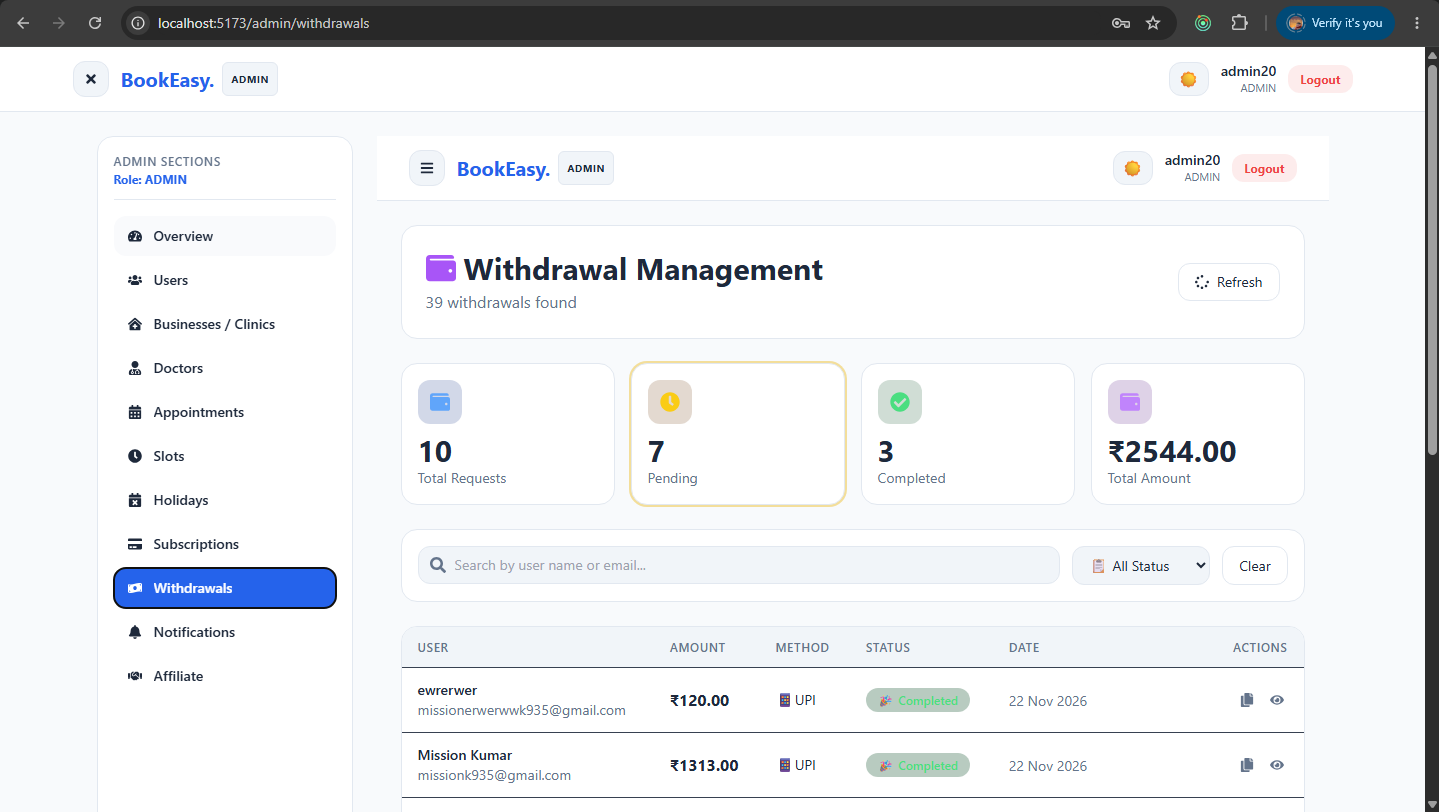 localhost:5173/admin/withdrawals
Verify it's you
BookEasy. ADMIN
admin20
ADMIN
Logout
ADMIN SECTIONS
Role: ADMIN
Overview
Users
Businesses / Clinics
Doctors
Appointments
Slots
Holidays
Subscriptions
Withdrawals
Notifications
Affiliate
BookEasy. ADMIN
admin20
ADMIN
Logout
Withdrawal Management
39 withdrawals found
Refresh
10
Total Requests
7
Pending
3
Completed
₹2544.00
Total Amount
Search by user name or email...
All Status
Clear
USER AMOUNT METHOD STATUS DATE ACTIONS
ewrerwer
missionerwerwwk935@gmail.com
₹120.00 UPI Completed 22 Nov 2026
Mission Kumar
missionk935@gmail.com
₹1313.00 UPI Completed 22 Nov 2026